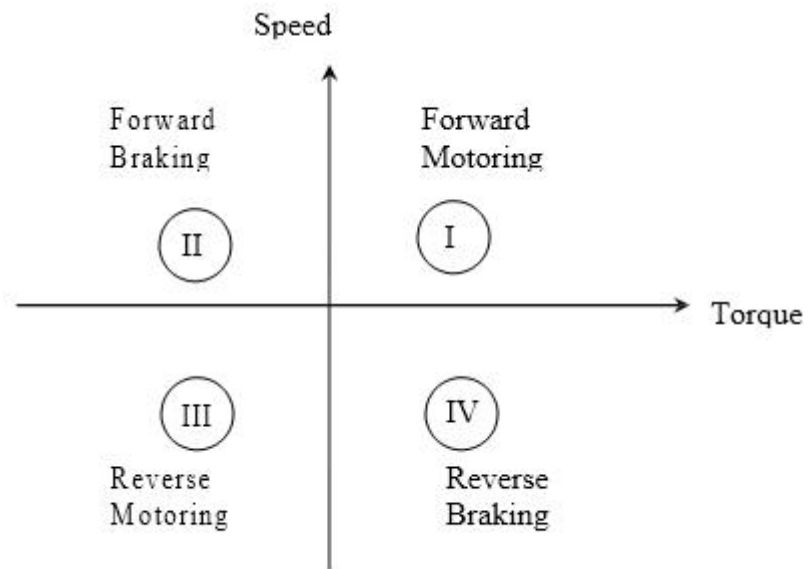 Speed
Forward
Braking
Forward
Motoring
II
I
Torque
III
IV
Reverse
Motoring
Reverse
Braking